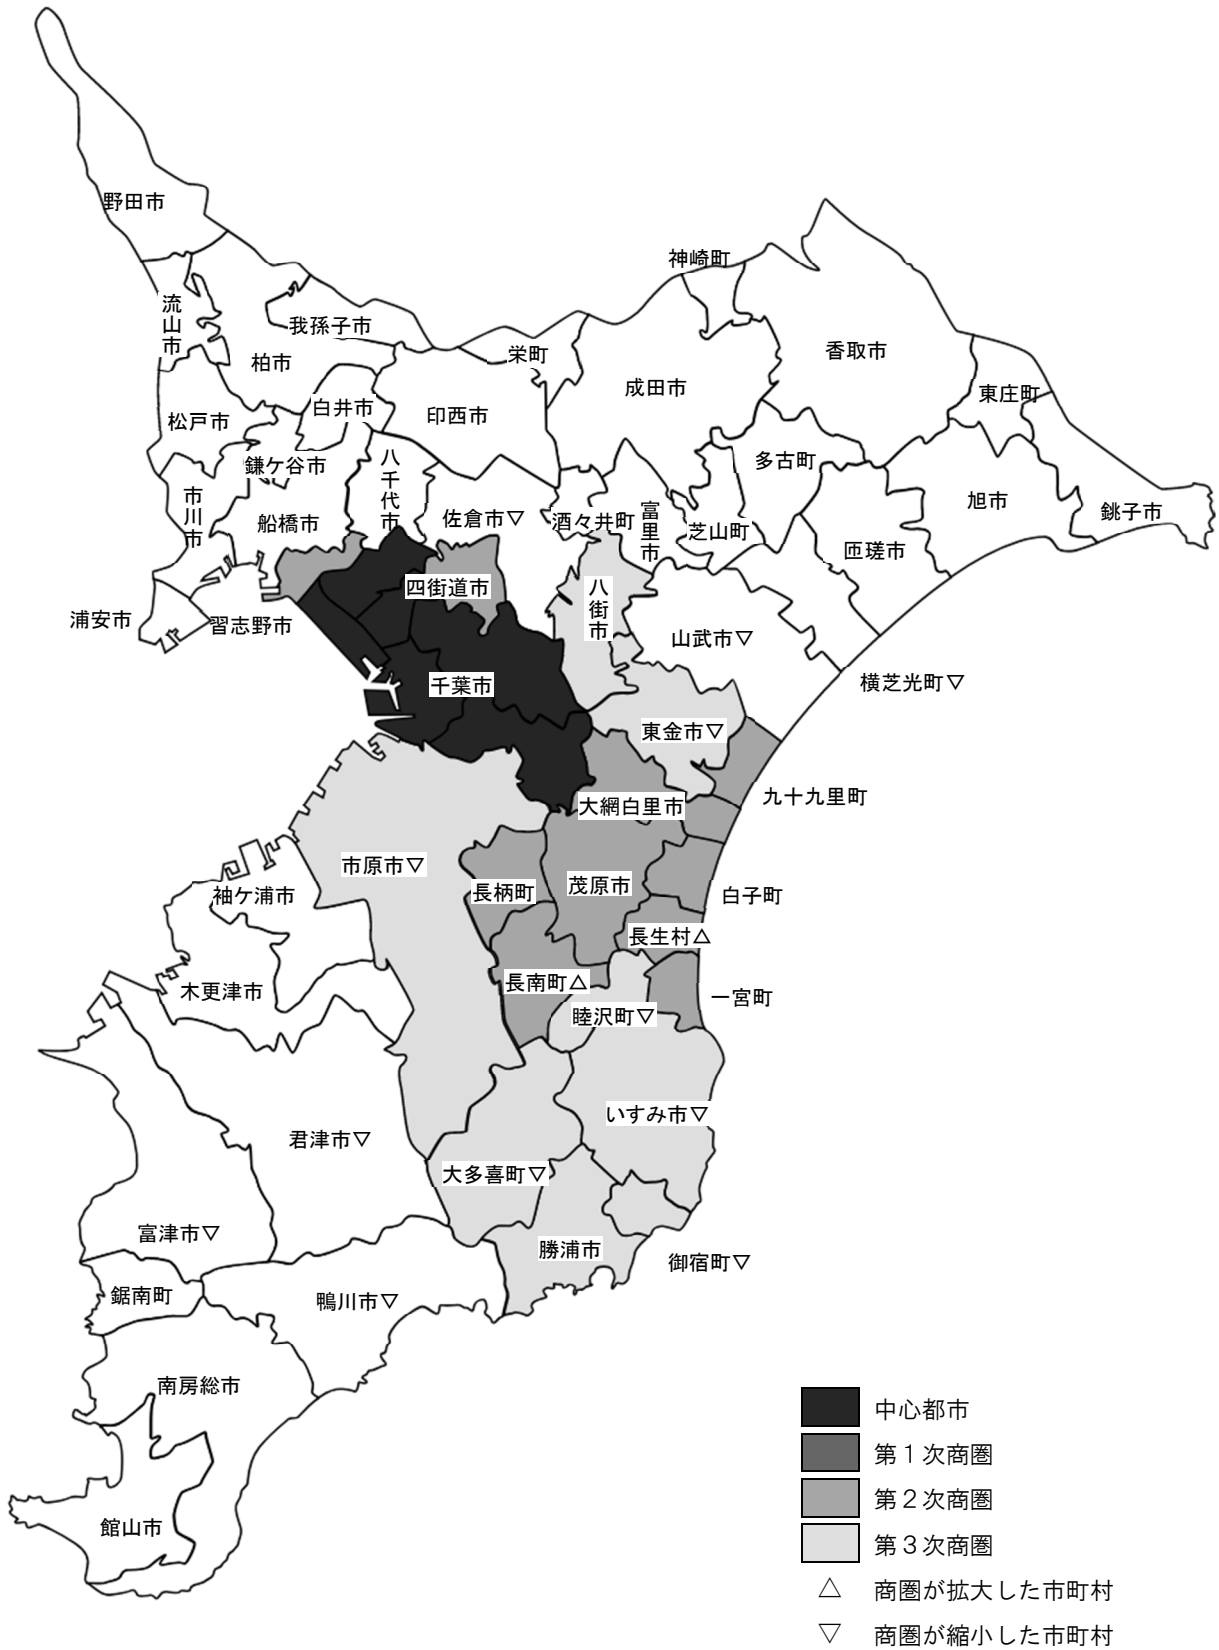 野田市
神崎町
流山市
我孫子市
柏市
栄町
成田市
香取市
東庄町
松戸市
白井市
印西市
鎌ケ谷市
八千代市
多古町
市川市
船橋市
佐倉市▽
酒々井町
富里市
芝山町
旭市
銚子市
匝瑳市
浦安市
習志野市
四街道市
八街市
山武市▽
千葉市
横芝光町▽
東金市▽
九十九里町
大網白里市
市原市▽
長柄町
茂原市
白子町
袖ケ浦市
長生村△
木更津市
長南町△
一宮町
睦沢町▽
君津市▽
いすみ市▽
大多喜町▽
富津市▽
勝浦市
御宿町▽
鋸南町
鴨川市▽
南房総市
館山市
中心都市
第１次商圏
第２次商圏
第３次商圏
△ 商圏が拡大した市町村
▽ 商圏が縮小した市町村